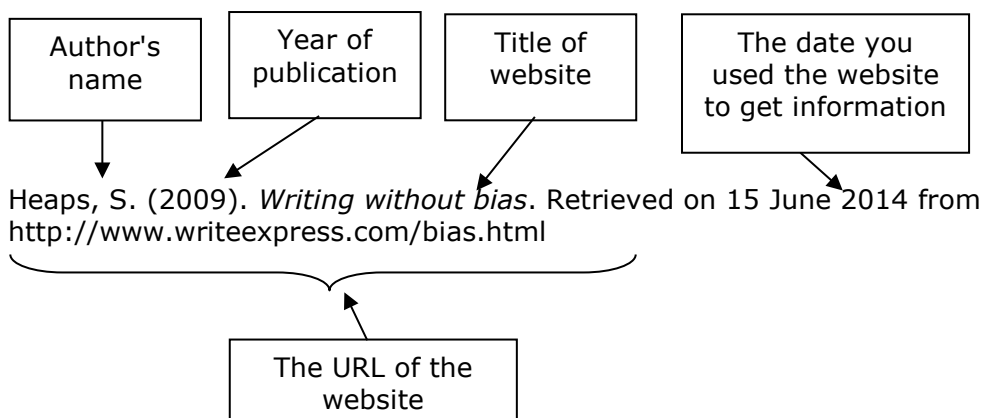 Author's
name
Year of
publication
Title of
website
The date you
used the website
to get information
Heaps, S. (2009). Writing without bias. Retrieved on 15 June 2014 from
http://www.writeexpress.com/bias.html
The URL of the
website